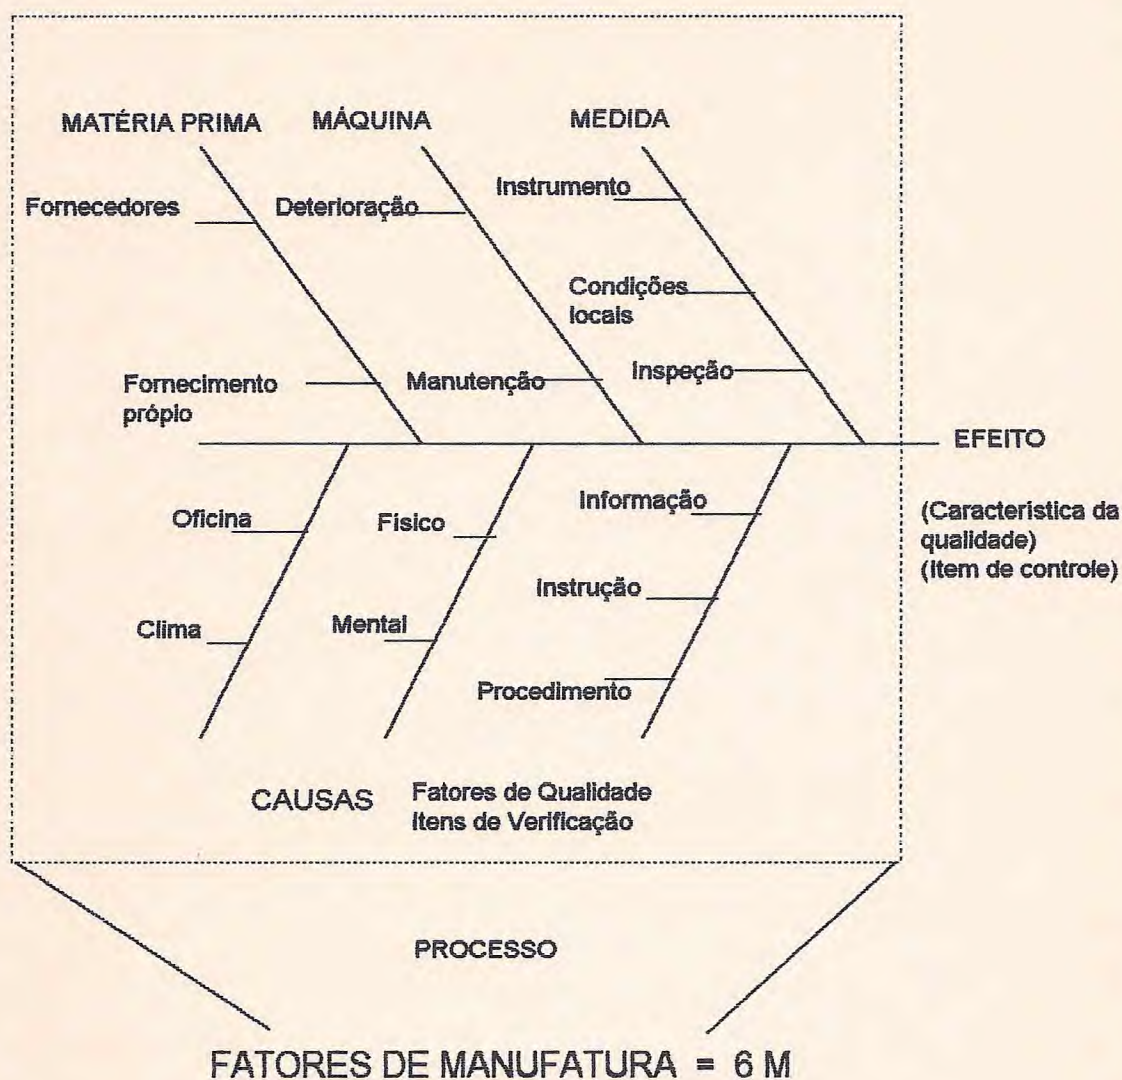 MATÉRIA PRIMA
MÁQUINA
MEDIDA
Fornecedores
Deterioração
Instrumento
Condições
locais
Fornecimento
própio
Manutenção
Inspeção
EFEITO
Oficina
Físico
Informação
(Característica da
qualidade)
(Item de controle)
Instrução
Clima
Mental
Procedimento
CAUSAS
Fatores de Qualidade
Itens de Verificação
PROCESSO
FATORES DE MANUFATURA = 6 M